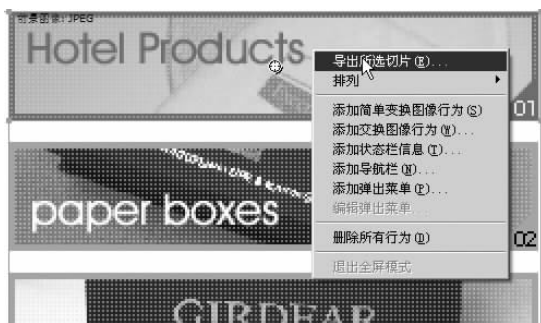 背景图像: JPEG
Hotel Products
导出所选切片(E)...
排列
01
添加简单变换图像行为(S)
添加交换图像行为(W)...
添加状态栏信息(T)...
添加导航栏(N)...
添加弹出菜单(P)...
编辑弹出菜单...
paper boxes
删除所有行为(D)
02
退出全屏模式
GIRDEAR